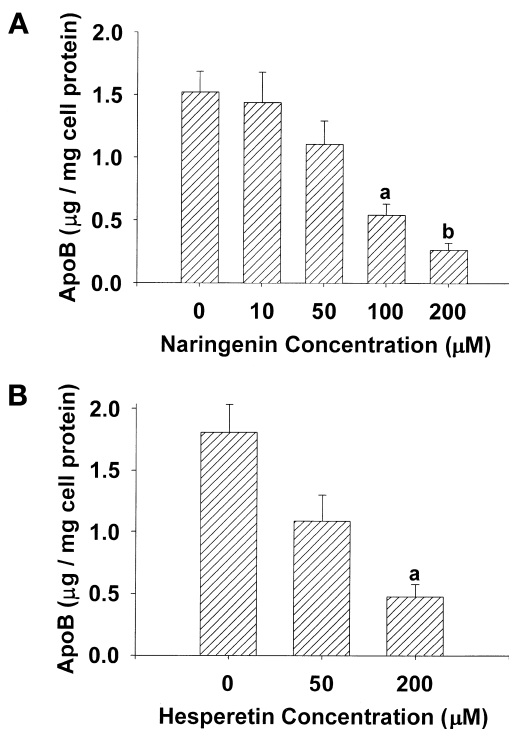 A
ApoB (μg / mg cell protein)
2.0
1.5
1.0
0.5
0.0
a
b
0 10 50 100 200
Naringenin Concentration (μM)
B
ApoB (μg / mg cell protein)
2.0
1.5
1.0
0.5
0.0
a
0 50 200
Hesperetin Concentration (μM)